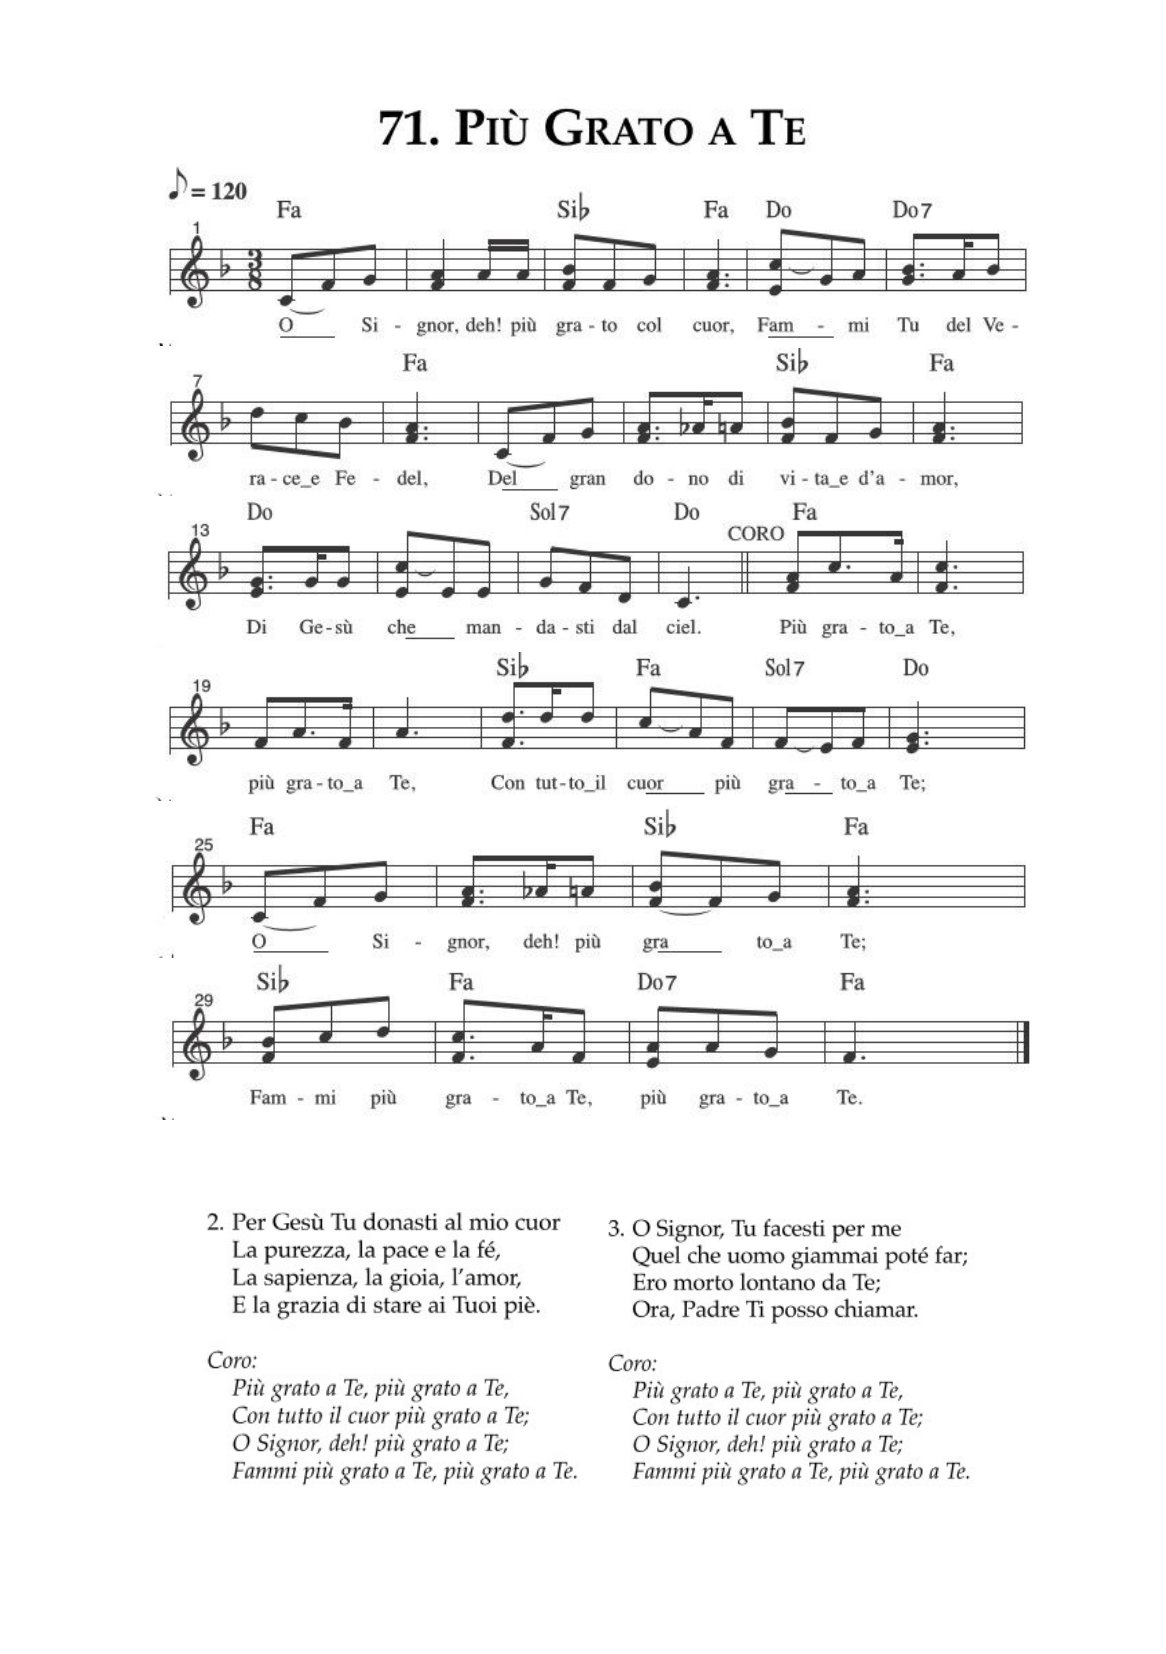 71. Più Grato a Te
♪= 120
Fa Si♭ Fa Do Do7
1
3
8
O Si - gnor, deh! più gra - to col cuor, Fam - mi Tu del Ve -
Fa Si♭ Fa
7
ra - ce_e Fe - del, Del gran do - no di vi - ta_e d'a - mor,
Do Sol7 Do CORO Fa
13
Di Ge - sù che man - da - sti dal ciel. Più gra - to_a Te,
Si♭ Fa Sol7 Do
19
più gra - to_a Te, Con tut - to_il cuor più gra - to_a Te;
Fa Si♭ Fa
25
O Si - gnor, deh! più gra to_a Te;
Si♭ Fa Do7 Fa
29
Fam - mi più gra - to_a Te, più gra - to_a Te.
2. Per Gesù Tu donasti al mio cuor
La purezza, la pace e la fé,
La sapienza, la gioia, l'amor,
E la grazia di stare ai Tuoi piè.
Coro:
Più grato a Te, più grato a Te,
Con tutto il cuor più grato a Te;
O Signor, deh! più grato a Te;
Fammi più grato a Te, più grato a Te.
3. O Signor, Tu facesti per me
Quel che uomo giammai poté far;
Ero morto lontano da Te;
Ora, Padre Ti posso chiamar.
Coro:
Più grato a Te, più grato a Te,
Con tutto il cuor più grato a Te;
O Signor, deh! più grato a Te;
Fammi più grato a Te, più grato a Te.